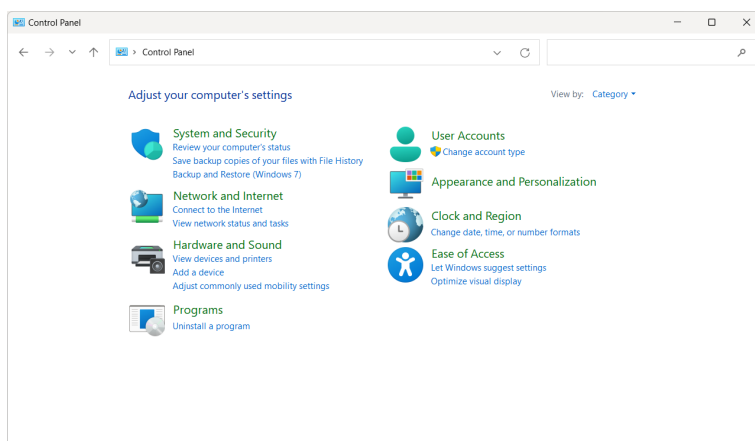 Control Panel
Control Panel
Adjust your computer's settings
View by: Category
System and Security
Review your computer's status
Save backup copies of your files with File History
Backup and Restore (Windows 7)
Network and Internet
Connect to the Internet
View network status and tasks
Hardware and Sound
View devices and printers
Add a device
Adjust commonly used mobility settings
Programs
Uninstall a program
User Accounts
Change account type
Appearance and Personalization
Clock and Region
Change date, time, or number formats
Ease of Access
Let Windows suggest settings
Optimize visual display